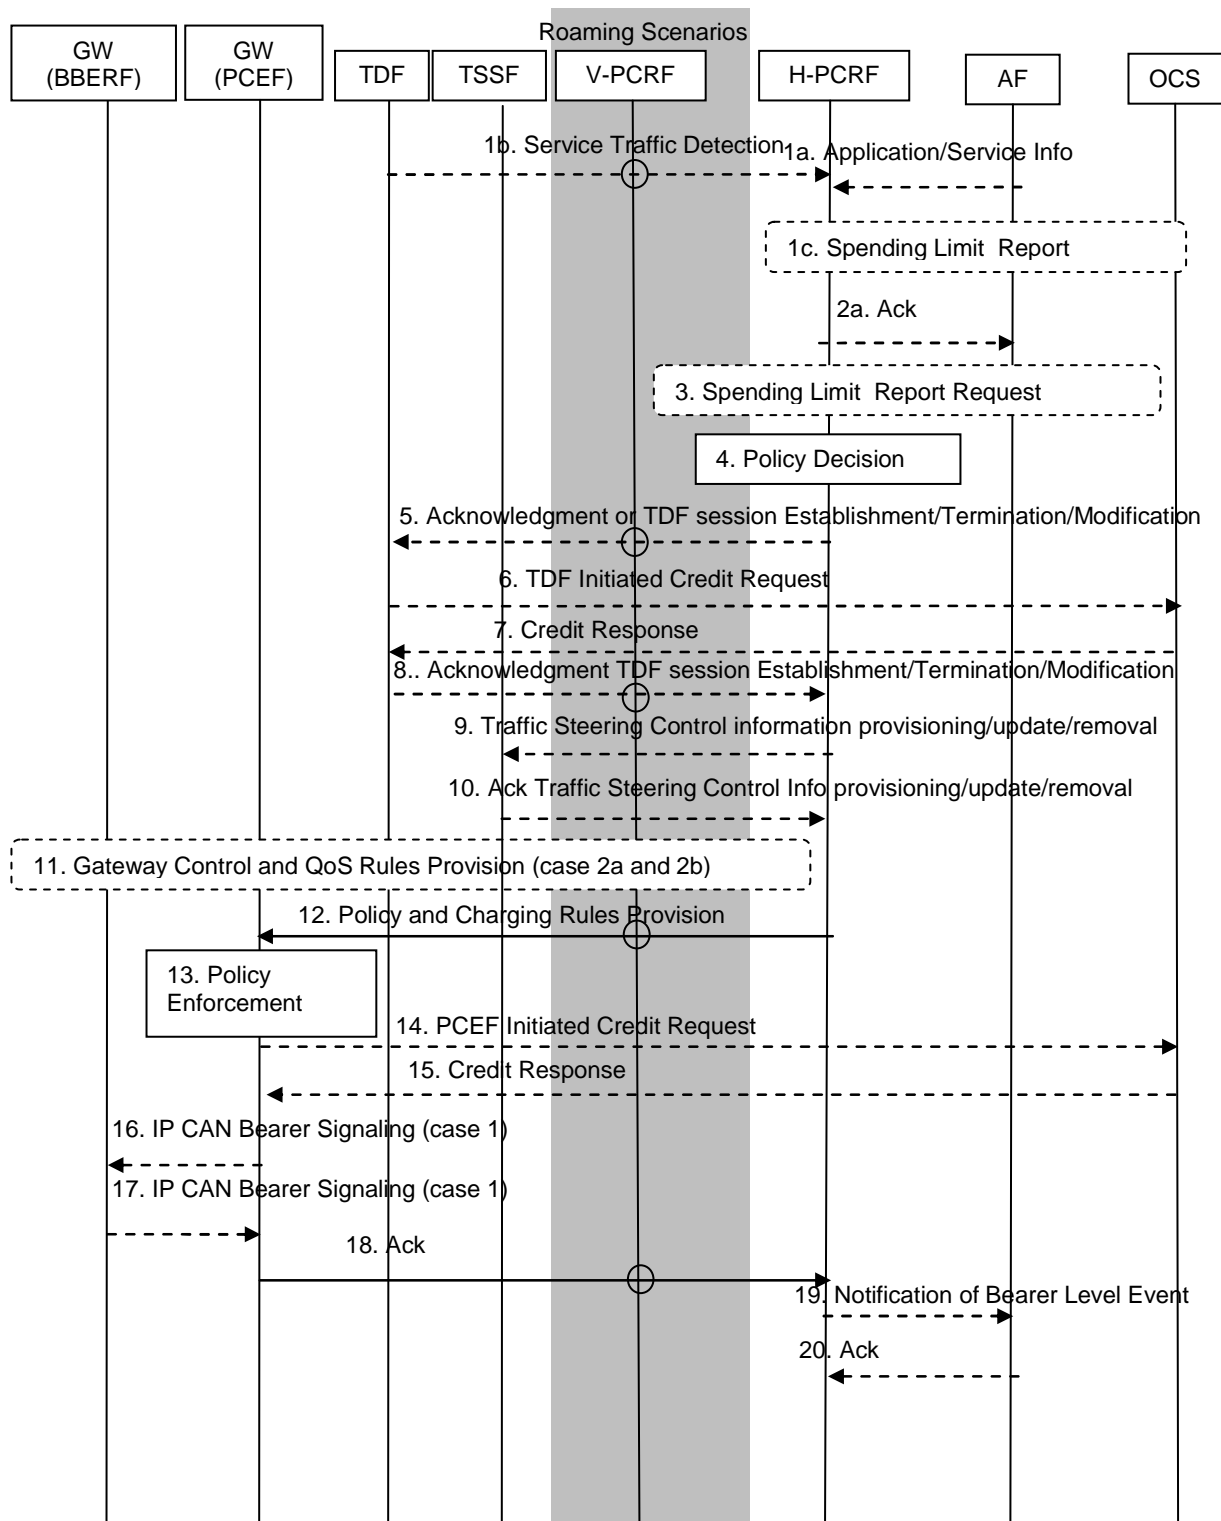 Roaming Scenarios
GW
(BBERF)
GW
(PCEF)
TDF
TSSF
V-PCRF
H-PCRF
AF
OCS
1b. Service Traffic Detection
1a. Application/Service Info
1c. Spending Limit  Report
2a. Ack
3. Spending Limit  Report Request
4. Policy Decision
5. Acknowledgment or TDF session Establishment/Termination/Modification
6. TDF Initiated Credit Request
7. Credit Response
8.. Acknowledgment TDF session Establishment/Termination/Modification
9. Traffic Steering Control information provisioning/update/removal
10. Ack Traffic Steering Control Info provisioning/update/removal
11. Gateway Control and QoS Rules Provision (case 2a and 2b)
12. Policy and Charging Rules Provision
13. Policy
Enforcement
14. PCEF Initiated Credit Request
15. Credit Response
16. IP CAN Bearer Signaling (case 1)
17. IP CAN Bearer Signaling (case 1)
18. Ack
19. Notification of Bearer Level Event
20. Ack